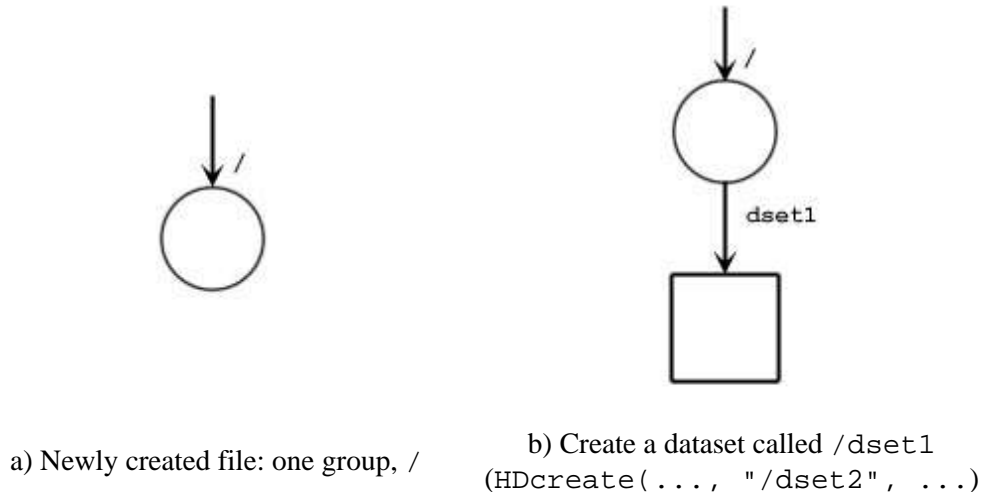 /
/
dset1
a) Newly created file: one group, /
b) Create a dataset called /dset1
(HDcreate(..., "/dset2", ...)